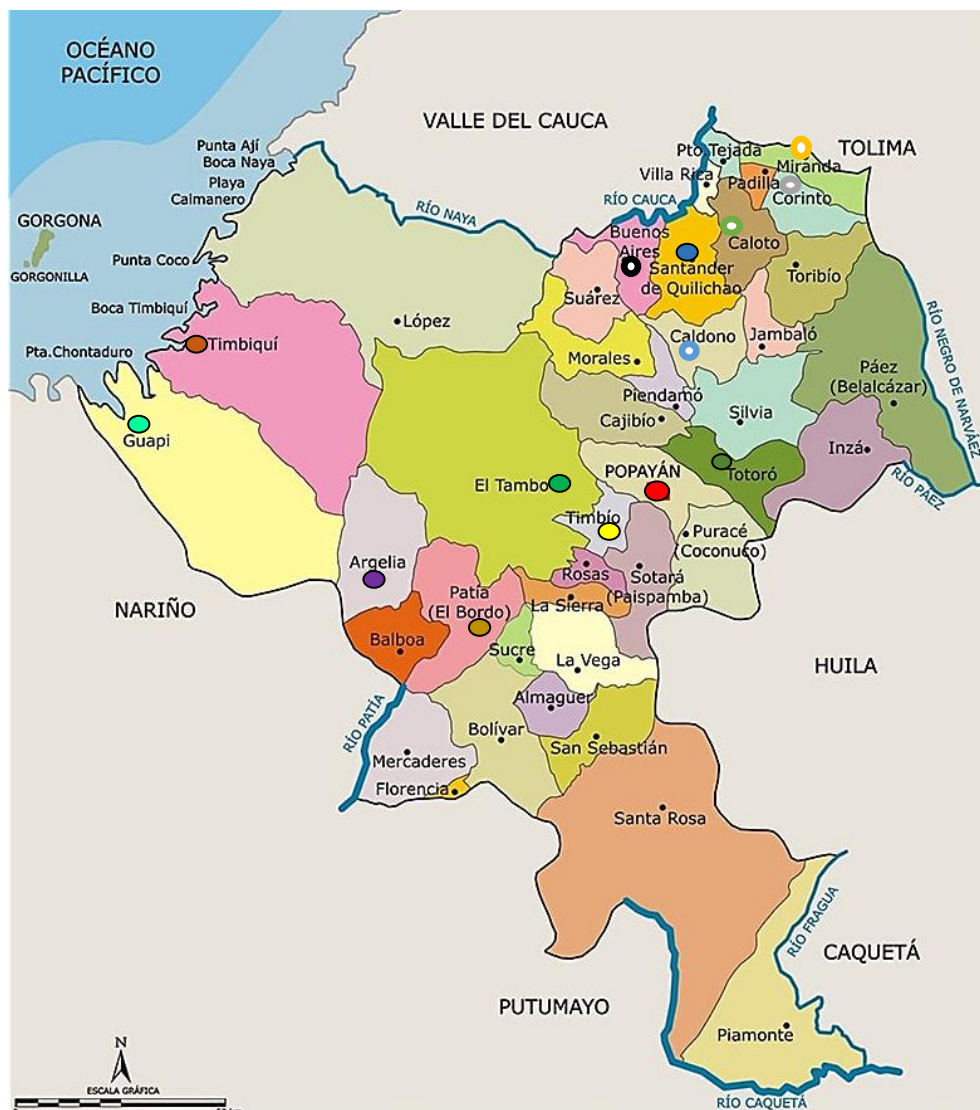 OCÉANO
PACÍFICO
VALLE DEL CAUCA
TOLIMA
Punta Ají
Boca Naya
Playa
Caimanero
GORGONA
GORGONILLA
Punta Coco
Boca Timbiquí
Pta.Chontaduro
RÍO NAYA
RÍO CAUCA
Pto Tejada
Villa Rica
Miranda
Padilla
Corinto
Buenos
Aires
Caloto
Santander
de Quilichao
Toribío
Suárez
López
Timbiquí
Morales
Caldono
Jambaló
RÍO NEGRO DE NARVÁEZ
Páez
(Belalcázar)
Piendamó
Cajibío
Silvia
Guapi
Inzá
El Tambo
POPAYÁN
Totoró
RÍO PÁEZ
Timbío
Puracé
(Coconuco)
Argelia
Rosas
Sotará
(Paispamba)
NARIÑO
Patía
(El Bordo)
La Sierra
Balboa
Sucre
La Vega
HUILA
Almaguer
RÍO PATÍA
Bolívar
San Sebastián
Mercaderes
Florencia
Santa Rosa
RÍO FRAGUA
CAQUETÁ
PUTUMAYO
Piamonte
N
ESCALA GRÁFICA
RÍO CAQUETÁ